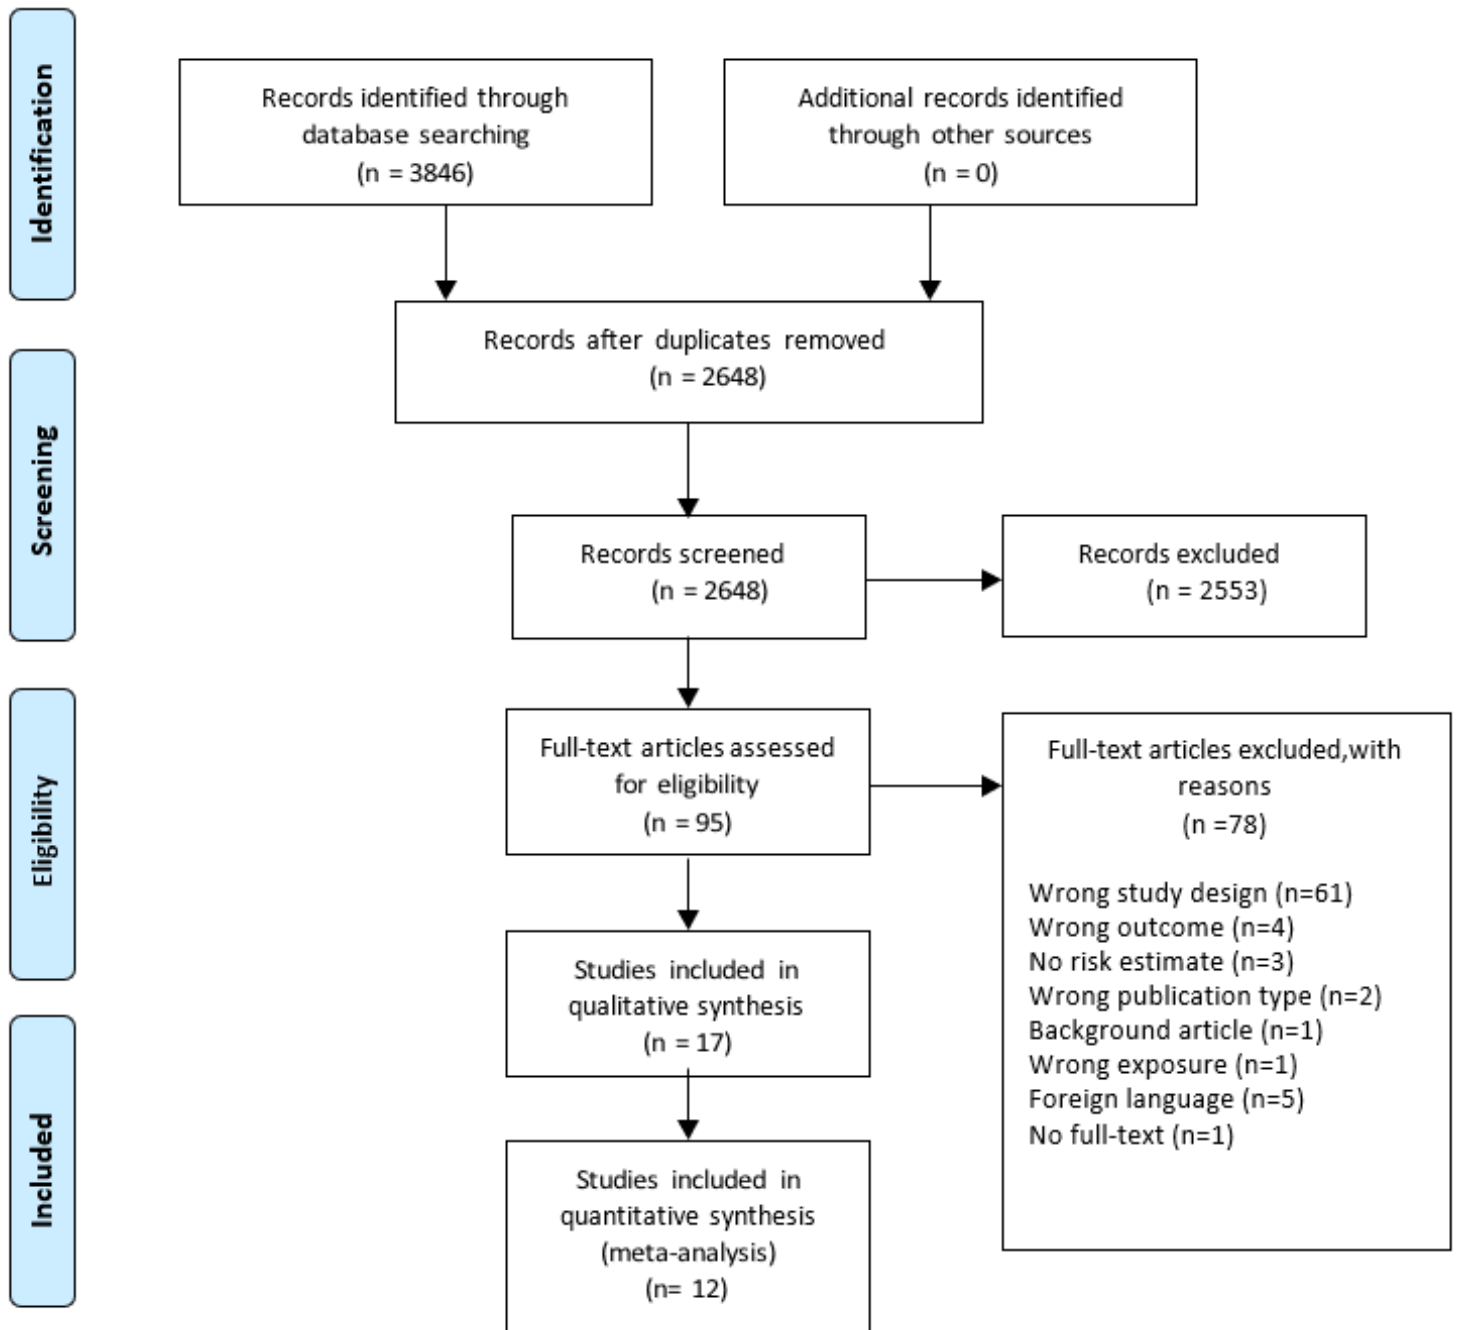 Identification
Records identified through
database searching
(n = 3846)
Additional records identified
through other sources
(n = 0)
Records after duplicates removed
(n = 2648)
Screening
Records screened
(n = 2648)
Records excluded
(n = 2553)
Eligibility
Full-text articles assessed
for eligibility
(n = 95)
Full-text articles excluded,with
reasons
(n =78)
Wrong study design (n=61)
Wrong outcome (n=4)
No risk estimate (n=3)
Wrong publication type (n=2)
Background article (n=1)
Wrong exposure (n=1)
Foreign language (n=5)
No full-text (n=1)
Studies included in
qualitative synthesis
(n = 17)
Included
Studies included in
quantitative synthesis
(meta-analysis)
(n= 12)